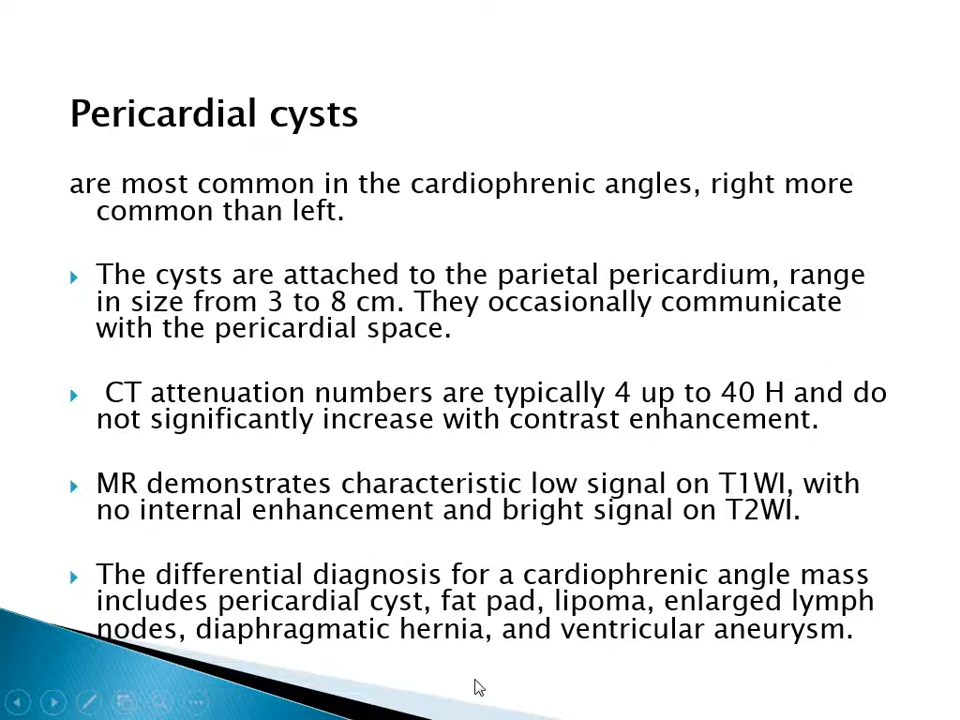 Pericardial cysts
are most common in the cardiophrenic angles, right more
common than left.
The cysts are attached to the parietal pericardium, range
in size from 3 to 8 cm. They occasionally communicate
with the pericardial space.
CT attenuation numbers are typically 4 up to 40 H and do
not significantly increase with contrast enhancement.
MR demonstrates characteristic low signal on T1WI, with
no internal enhancement and bright signal on T2WI.
The differential diagnosis for a cardiophrenic angle mass
includes pericardial cyst, fat pad, lipoma, enlarged lymph
nodes, diaphragmatic hernia, and ventricular aneurysm.